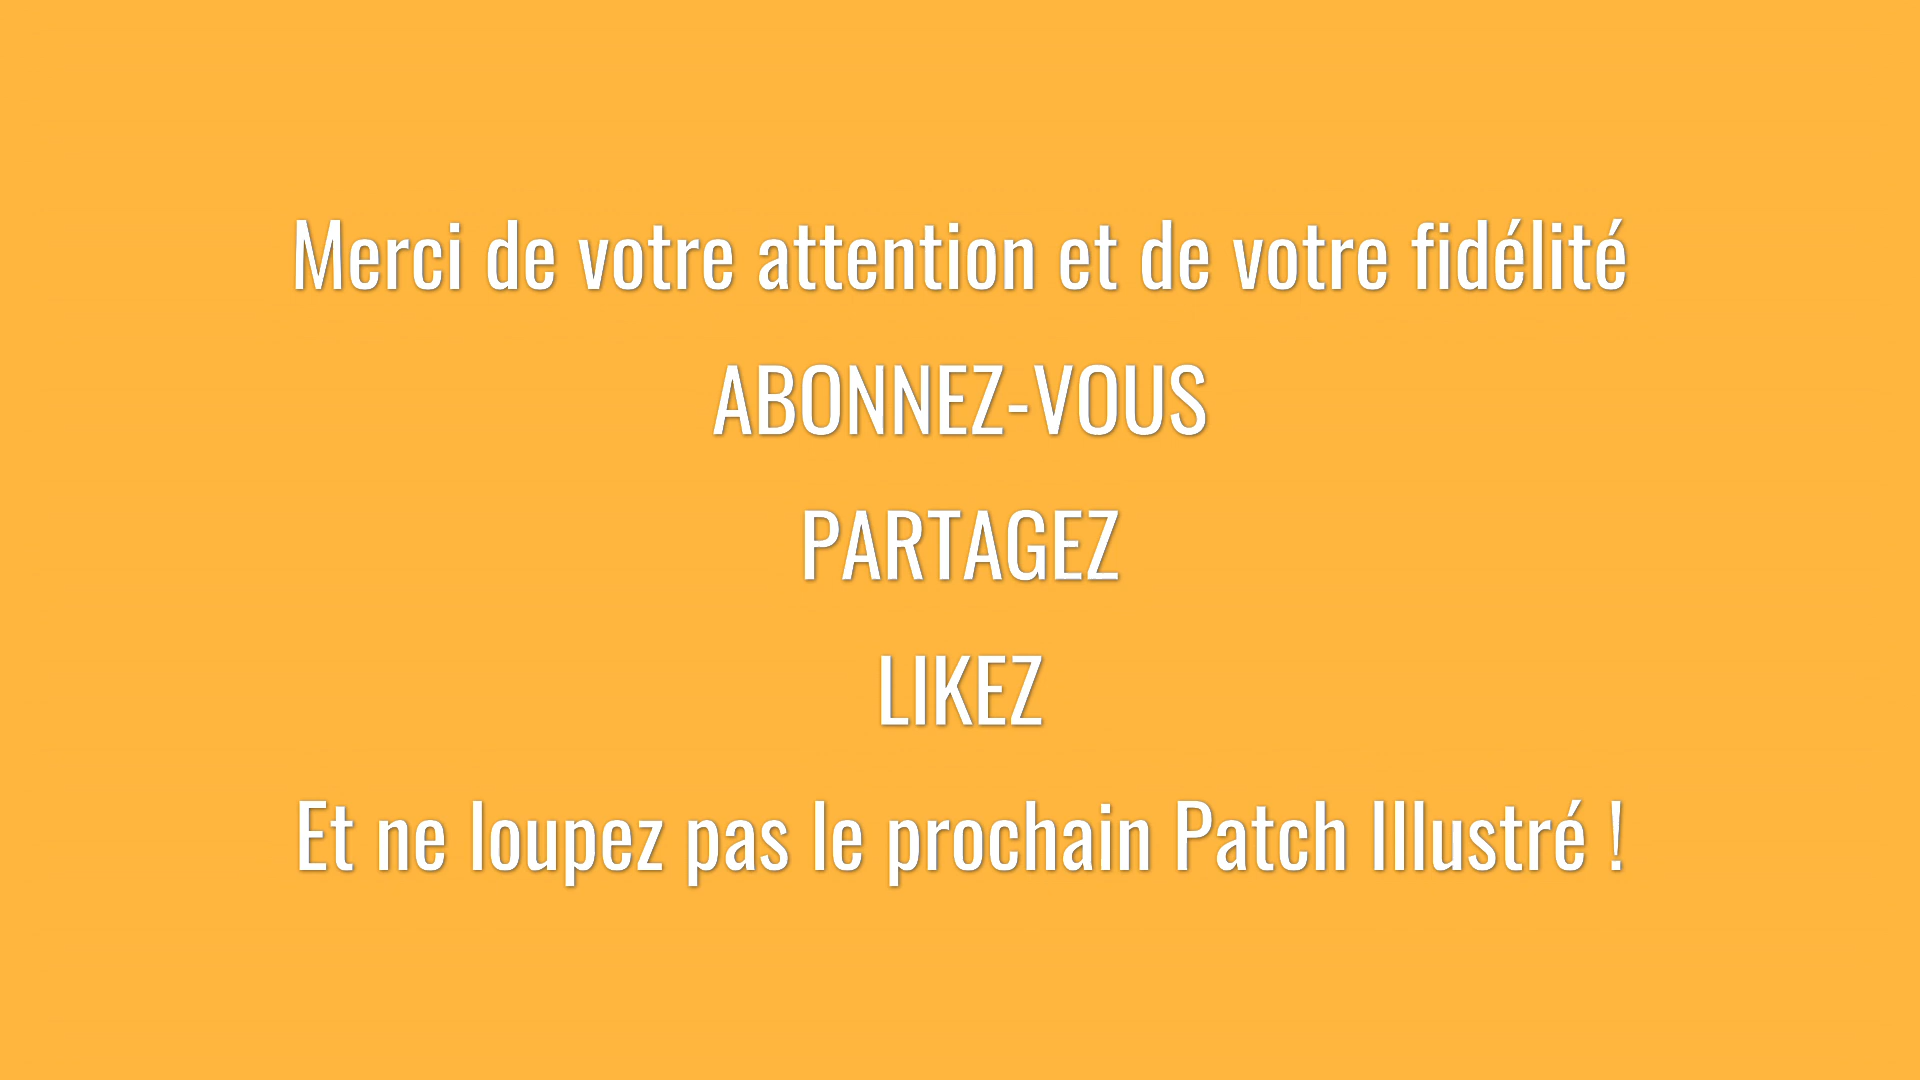 Merci de votre attention et de votre fidélité
ABONNEZ-VOUS
PARTAGEZ
LIKEZ
Et ne loupez pas le prochain Patch Illustré !